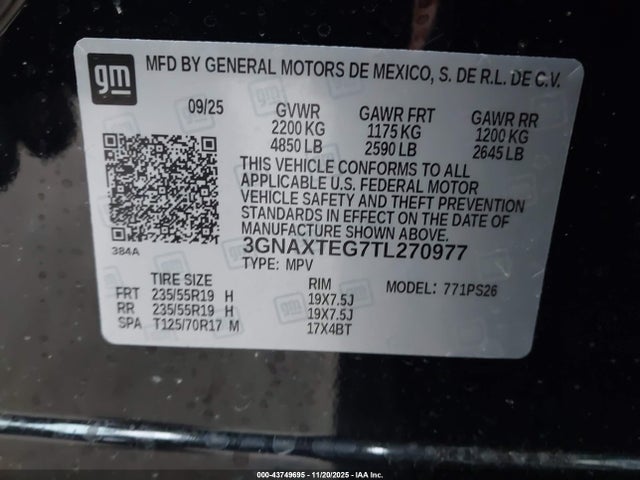 gm
MFD BY GENERAL MOTORS DE MEXICO, S. DE R.L. DE C.V.
09/25 GVWR GAWR FRT GAWR RR
2200 KG 1175 KG 1200 KG
4850 LB 2590 LB 2645 LB
THIS VEHICLE CONFORMS TO ALL
APPLICABLE U.S. FEDERAL MOTOR
VEHICLE SAFETY AND THEFT PREVENTION
STANDARDS IN EFFECT ON THE DATE OF
MANUFACTURE SHOWN ABOVE.
3GNAXTEG7TL270977
384A
TYPE: MPV
TIRE SIZE RIM MODEL: 771PS26
FRT 235/55R19 H 19X7.5J
RR 235/55R19 H 19X7.5J
SPA T125/70R17 M 17X4BT
000-43749695 - 11/20/2025 - IAA Inc.